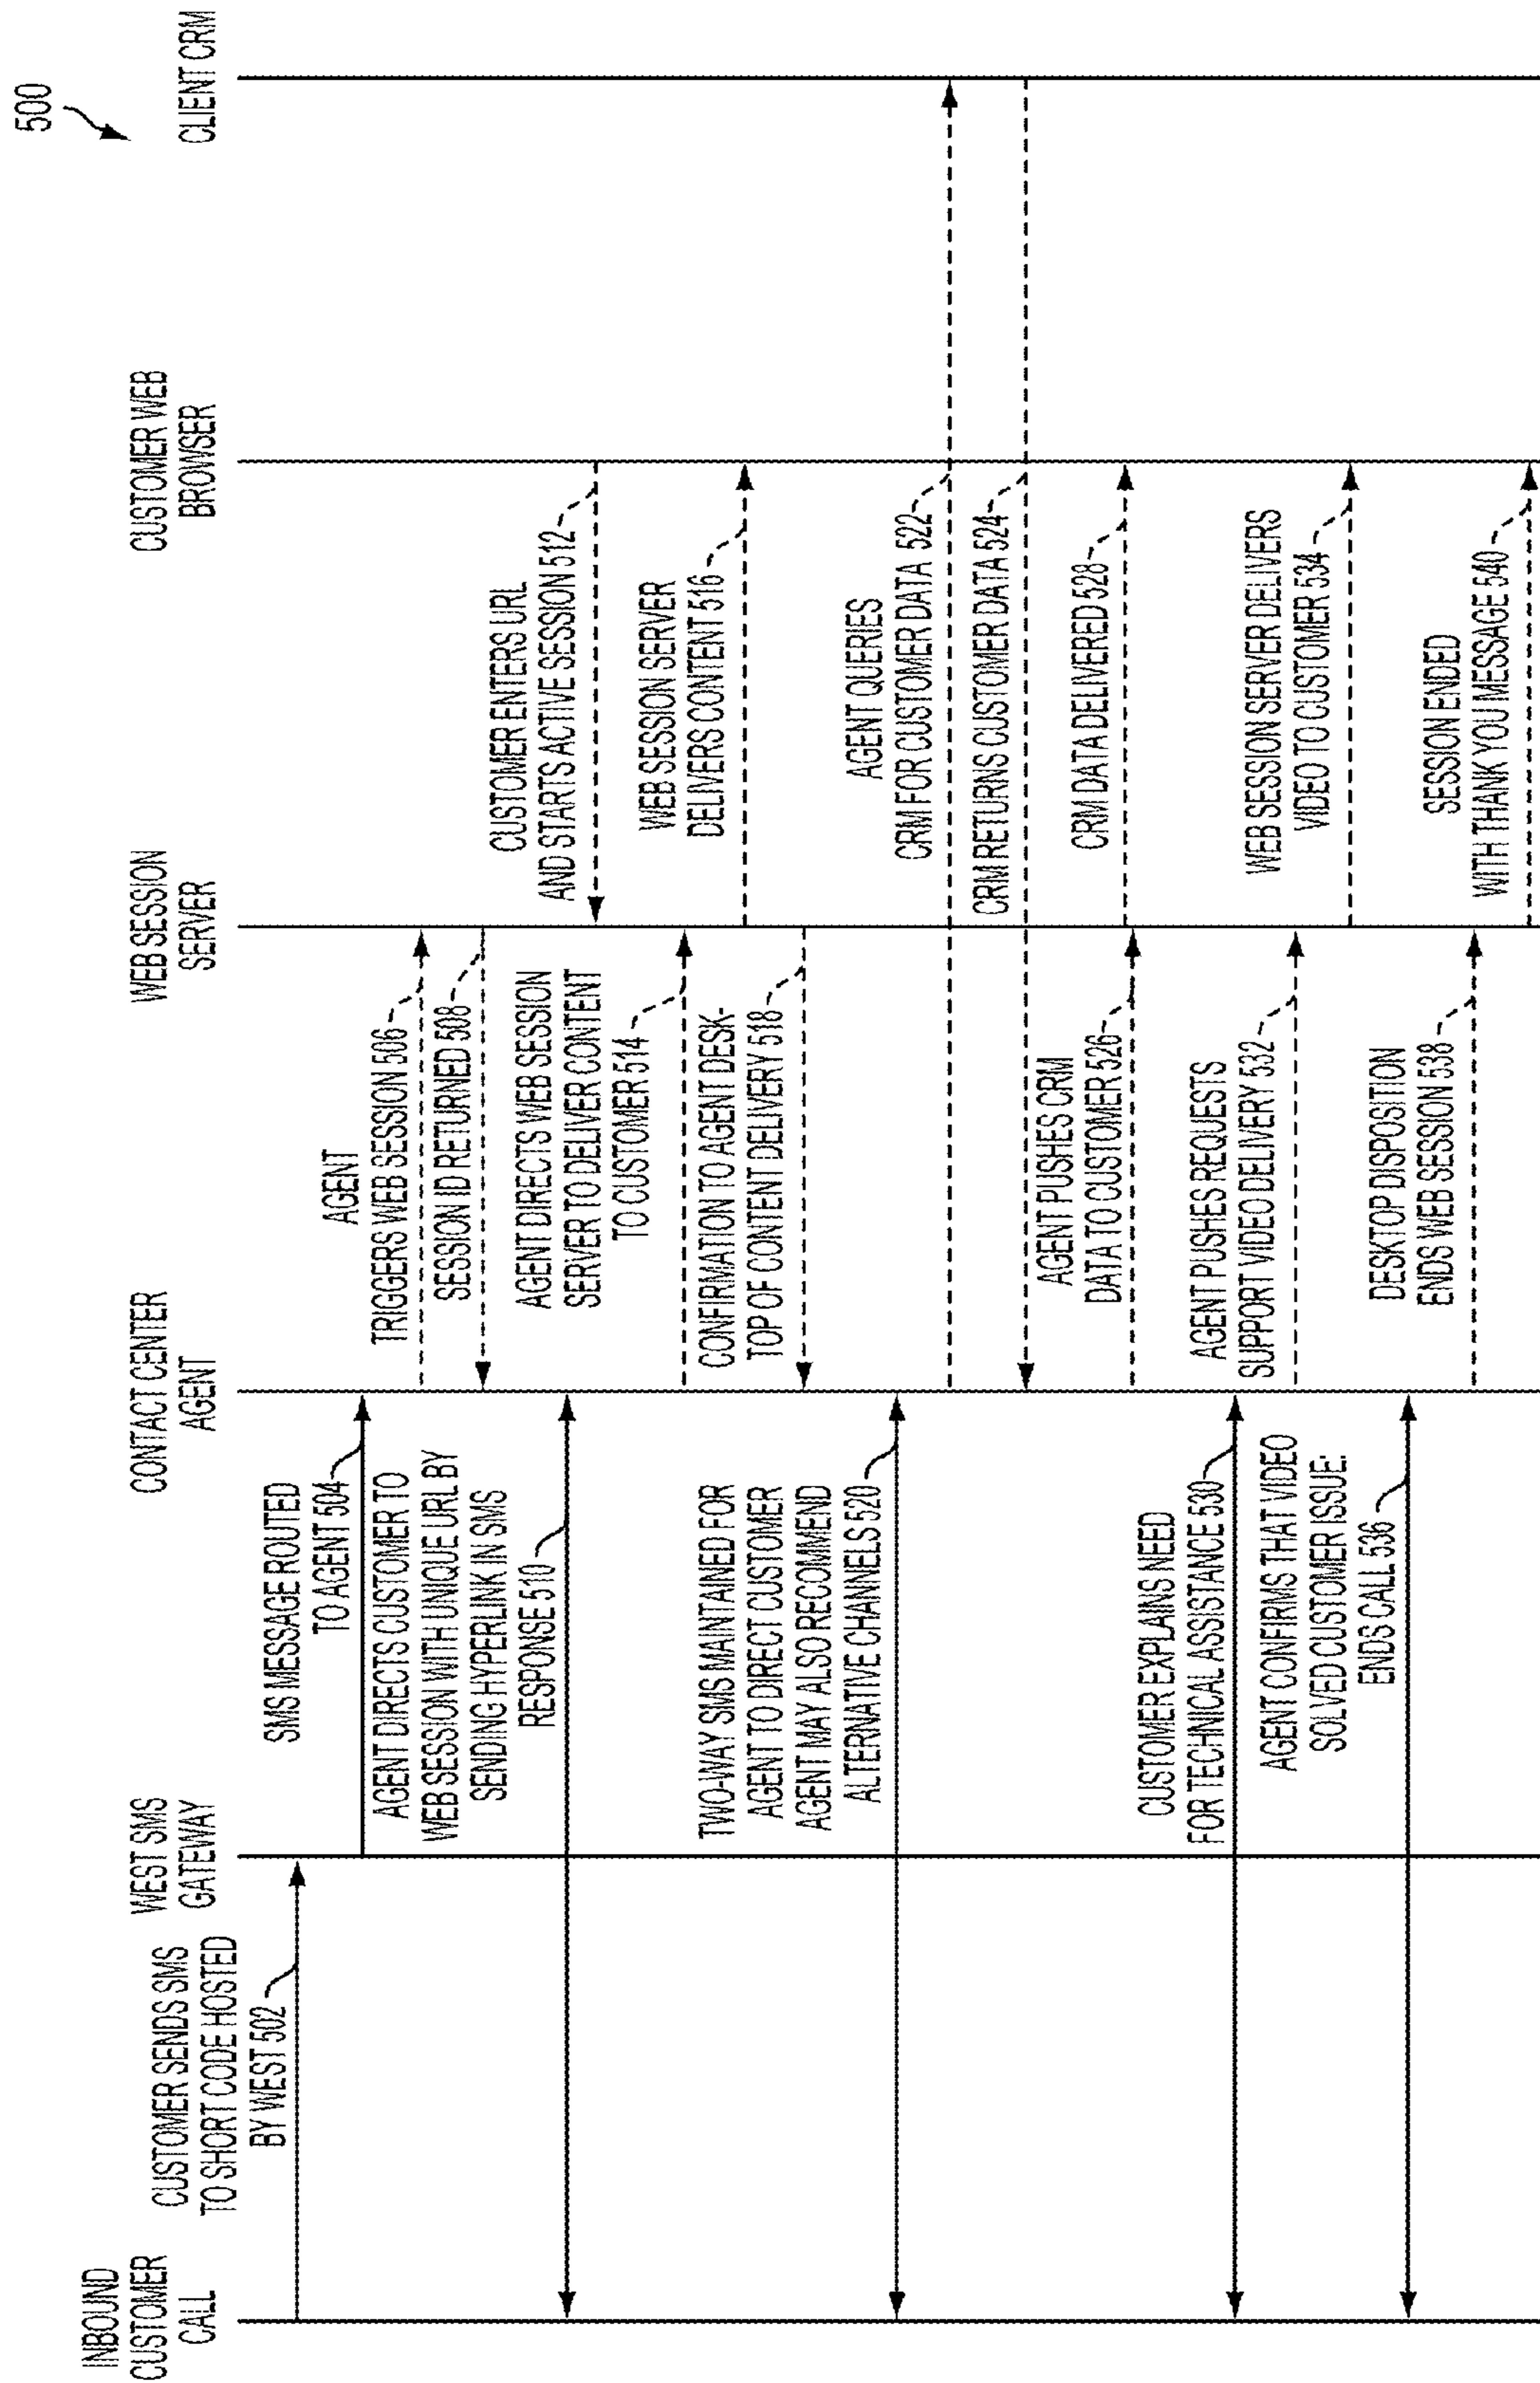 500
INBOUND
CUSTOMER
CALL
WEST SMS
GATEWAY
CONTACT CENTER
AGENT
WEB SESSION
SERVER
CUSTOMER WEB
BROWSER
CLIENT CRM
CUSTOMER SENDS SMS
TO SHORT CODE HOSTED
BY WEST 502
SMS MESSAGE ROUTED
TO AGENT 504
AGENT
TRIGGERS WEB SESSION 506
SESSION ID RETURNED 508
AGENT DIRECTS CUSTOMER TO
WEB SESSION WITH UNIQUE URL BY
SENDING HYPERLINK IN SMS
RESPONSE 510
CUSTOMER ENTERS URL
AND STARTS ACTIVE SESSION 512
AGENT DIRECTS WEB SESSION
SERVER TO DELIVER CONTENT
TO CUSTOMER 514
WEB SESSION SERVER
DELIVERS CONTENT 516
CONFIRMATION TO AGENT DESK-
TOP OF CONTENT DELIVERY 518
TWO-WAY SMS MAINTAINED FOR
AGENT TO DIRECT CUSTOMER
AGENT MAY ALSO RECOMMEND
ALTERNATIVE CHANNELS 520
AGENT QUERIES
CRM FOR CUSTOMER DATA 522
CRM RETURNS CUSTOMER DATA 524
AGENT PUSHES CRM
DATA TO CUSTOMER 526
CRM DATA DELIVERED 528
CUSTOMER EXPLAINS NEED
FOR TECHNICAL ASSISTANCE 530
AGENT PUSHES REQUESTS
SUPPORT VIDEO DELIVERY 532
WEB SESSION SERVER DELIVERS
VIDEO TO CUSTOMER 534
AGENT CONFIRMS THAT VIDEO
SOLVED CUSTOMER ISSUE:
ENDS CALL 536
DESKTOP DISPOSITION
ENDS WEB SESSION 538
SESSION ENDED
WITH THANK YOU MESSAGE 540